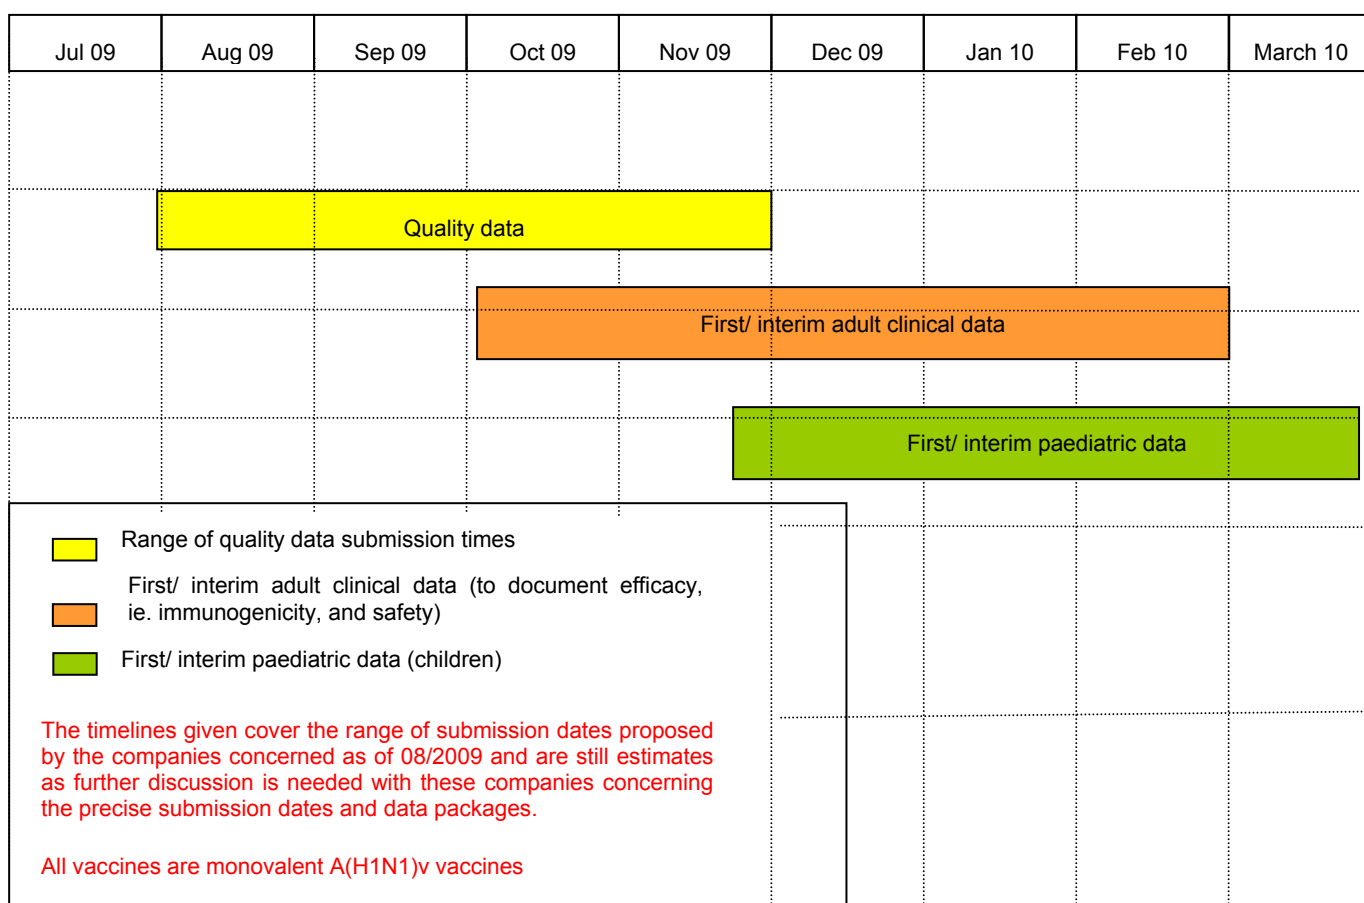 Jul 09 Aug 09 Sep 09 Oct 09 Nov 09 Dec 09 Jan 10 Feb 10 March 10
Quality data
First/ interim adult clinical data
First/ interim paediatric data
Range of quality data submission times
First/ interim adult clinical data (to document efficacy,
ie. immunogenicity, and safety)
First/ interim paediatric data (children)
The timelines given cover the range of submission dates proposed
by the companies concerned as of 08/2009 and are still estimates
as further discussion is needed with these companies concerning
the precise submission dates and data packages.
All vaccines are monovalent A(H1N1)v vaccines